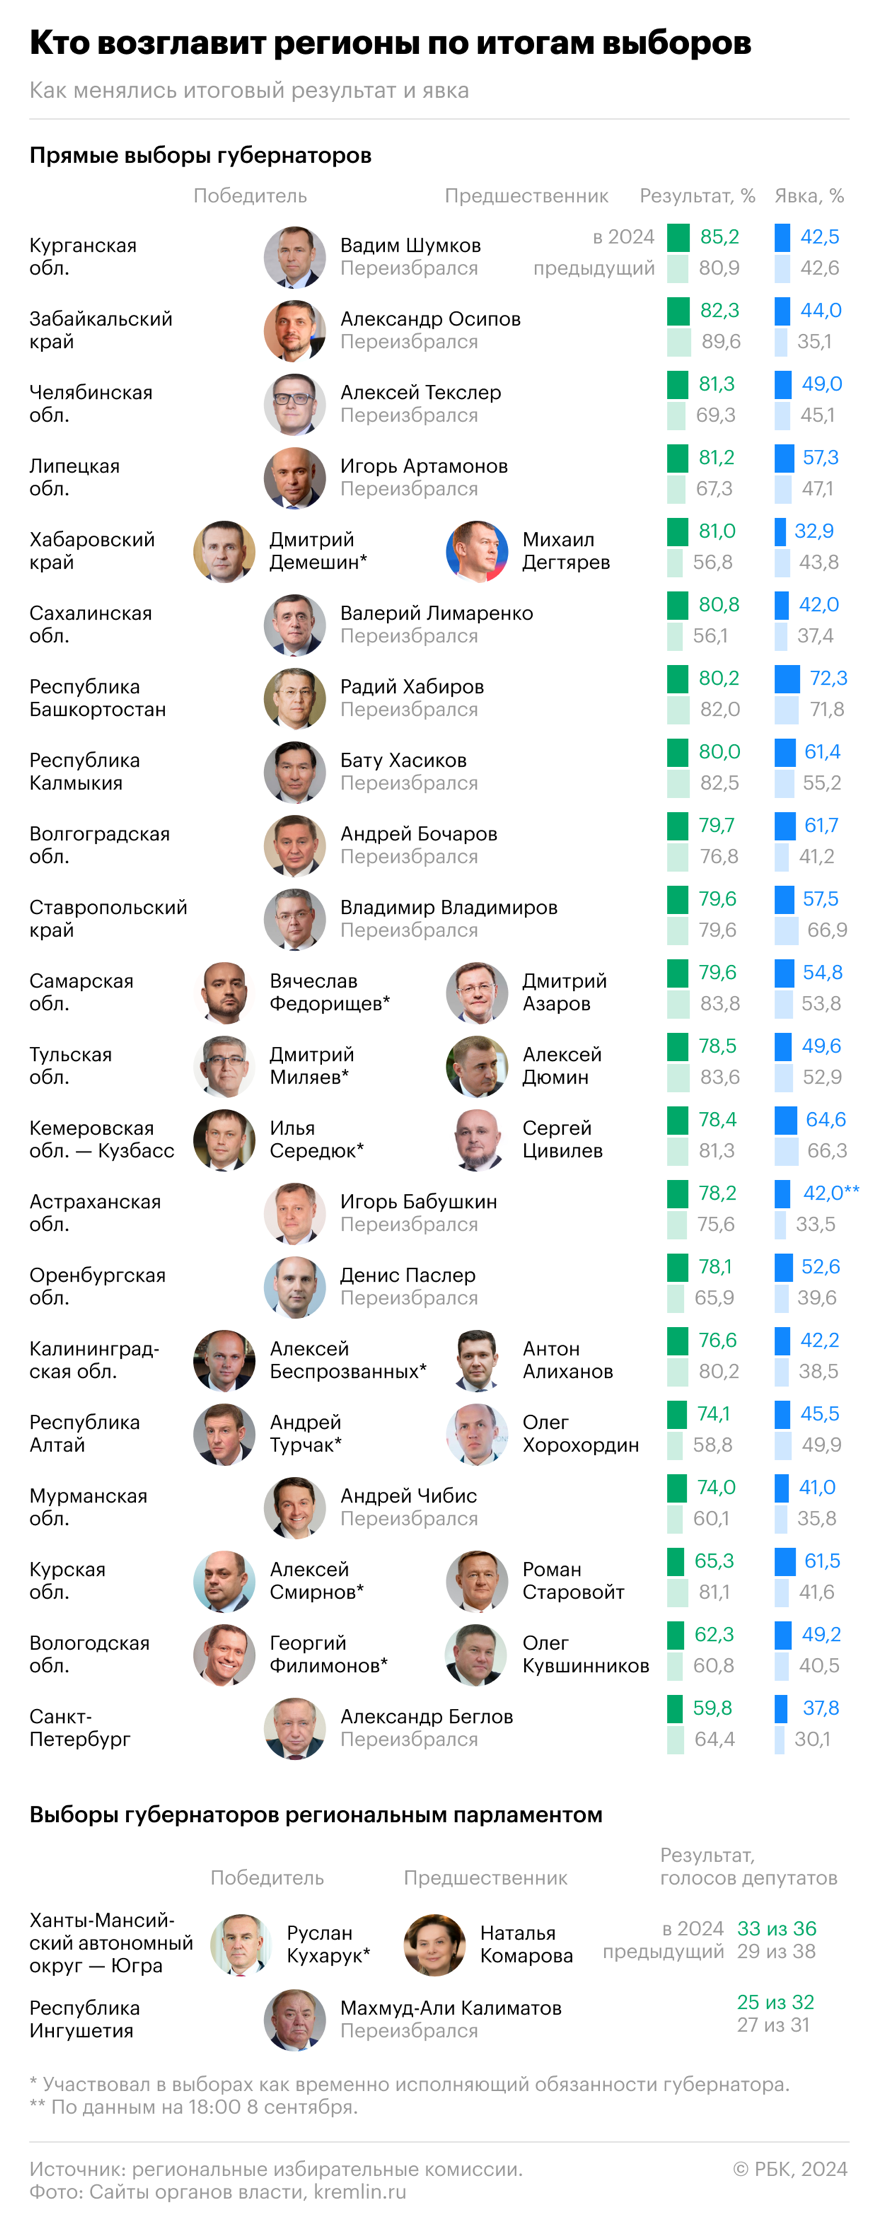 Кто возглавит регионы по итогам выборов
Как менялись итоговый результат и явка
Прямые выборы губернаторов
Победитель Предшественник Результат, % Явка, %
Курганская обл. Вадим Шумков Переизбрался в 2024 85,2 42,5
предыдущий 80,9 42,6
Забайкальский Александр Осипов 82,3 44,0
край Переизбрался 89,6 35,1
Челябинская Алексей Текслер 81,3 49,0
обл. Переизбрался 69,3 45,1
Липецкая Игорь Артамонов 81,2 57,3
обл. Переизбрался 67,3 47,1
Хабаровский Дмитрий Михаил 81,0 32,9
край Демешин* Дегтярев 56,8 43,8
Сахалинская Валерий Лимаренко 80,8 42,0
обл. Переизбрался 56,1 37,4
Республика Радий Хабиров 80,2 72,3
Башкортостан Переизбрался 82,0 71,8
Республика Бату Хасиков 80,0 61,4
Калмыкия Переизбрался 82,5 55,2
Волгоградская Андрей Бочаров 79,7 61,7
обл. Переизбрался 76,8 41,2
Ставропольский Владимир Владимиров 79,6 57,5
край Переизбрался 79,6 66,9
Самарская Вячеслав Дмитрий 79,6 54,8
обл. Федорищев* Азаров 83,8 53,8
Тульская Дмитрий Алексей 78,5 49,6
обл. Миляев* Дюмин 83,6 52,9
Кемеровская Илья Сергей 78,4 64,6
обл. — Кузбасс Середюк* Цивилев 81,3 66,3
Астраханская Игорь Бабушкин 78,2 42,0**
обл. Переизбрался 75,6 33,5
Оренбургская Денис Паслер 78,1 52,6
обл. Переизбрался 65,9 39,6
Калининград- Алексей Антон 76,6 42,2
ская обл. Беспрозванных* Алиханов 80,2 38,5
Республика Андрей Олег 74,1 45,5
Алтай Турчак* Хорохордин 58,8 49,9
Мурманская Андрей Чибис 74,0 41,0
обл. Переизбрался 60,1 35,8
Курская Алексей Роман 65,3 61,5
обл. Смирнов* Старовойт 81,1 41,6
Вологодская Георгий Олег 62,3 49,2
обл. Филимонов* Кувшинников 60,8 40,5
Санкт- Александр Беглов 59,8 37,8
Петербург Переизбрался 64,4 30,1
Выборы губернаторов региональным парламентом
Победитель Предшественник Результат, голосов депутатов
Ханты-Мансий- Руслан Наталья в 2024 33 из 36
ский автономный Кухарук* Комарова предыдущий 29 из 38
округ — Югра
Республика Махмуд-Али Калиматов 25 из 32
Ингушетия Переизбрался 27 из 31
* Участвовал в выборах как временно исполняющий обязанности губернатора.
** По данным на 18:00 8 сентября.
Источник: региональные избирательные комиссии. © РБК, 2024
Фото: Сайты органов власти, kremlin.ru